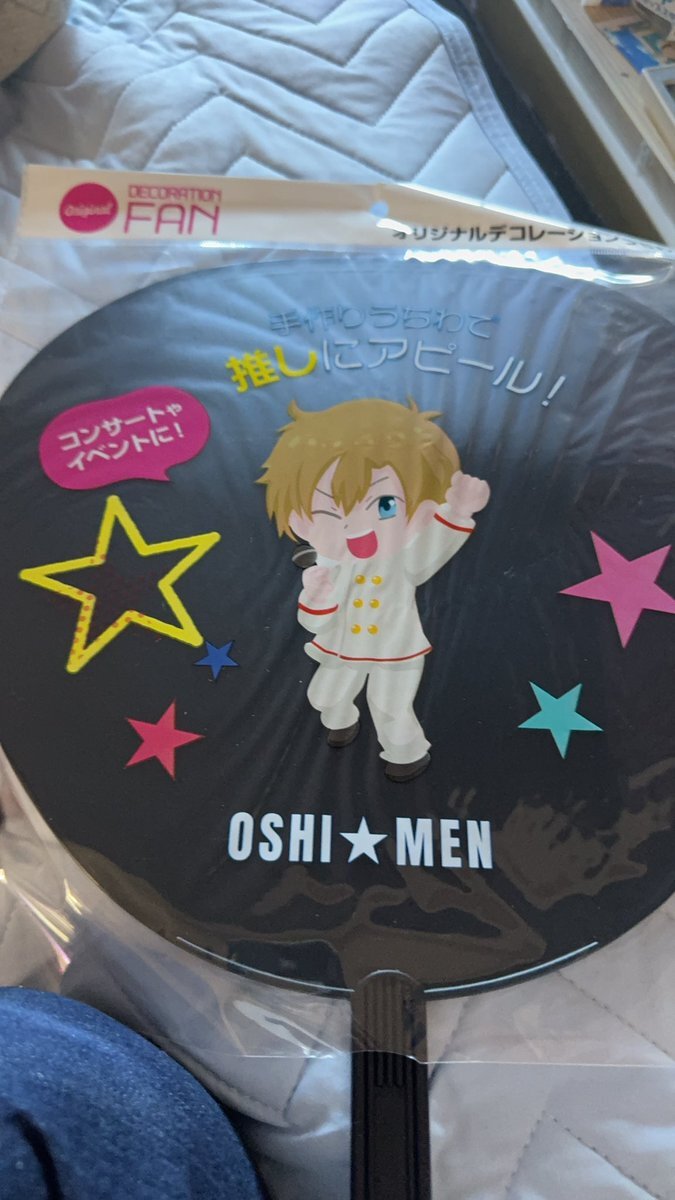 Original
DECORATION
FAN
オリジナルデコレーション
手作りうちわで
推しにアピール!
コンサートや
イベントに!
OSHI★MEN